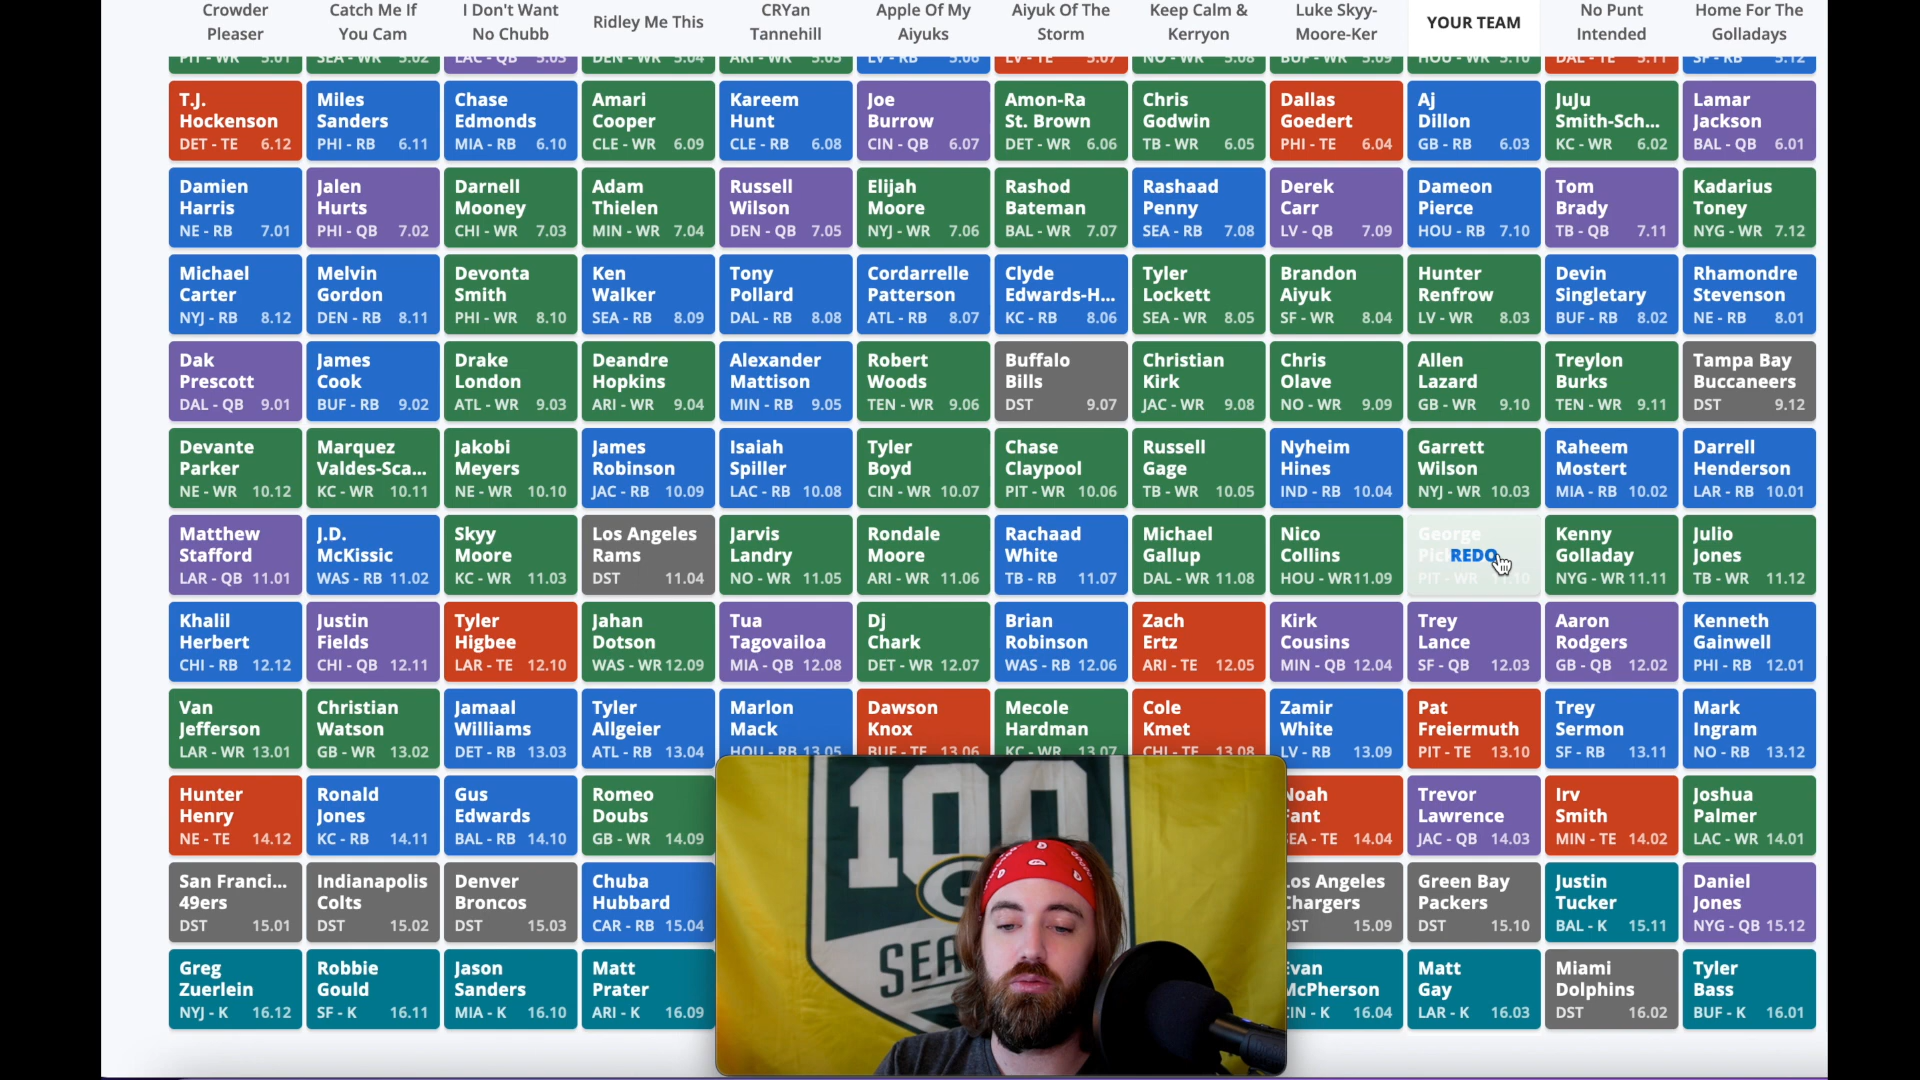 Crowder
Pleaser
Catch Me If
You Cam
I Don't Want
No Chubb
Ridley Me This
CRYan
Tannehill
Apple Of My
Aiyuks
Aiyuk Of The
Storm
Keep Calm &
Kerryon
Luke Skyy-
Moore-Ker
YOUR TEAM
No Punt
Intended
Home For The
Golladays
T.J.
Hockenson
DET - TE 6.12
Miles
Sanders
PHI - RB 6.11
Chase
Edmonds
MIA - RB 6.10
Amari
Cooper
CLE - WR 6.09
Kareem
Hunt
CLE - RB 6.08
Joe
Burrow
CIN - QB 6.07
Amon-Ra
St. Brown
DET - WR 6.06
Chris
Godwin
TB - WR 6.05
Dallas
Goedert
PHI - TE 6.04
Aj
Dillon
GB - RB 6.03
JuJu
Smith-Sch...
KC - WR 6.02
Lamar
Jackson
BAL - QB 6.01
Damien
Harris
NE - RB 7.01
Jalen
Hurts
PHI - QB 7.02
Darnell
Mooney
CHI - WR 7.03
Adam
Thielen
MIN - WR 7.04
Russell
Wilson
DEN - QB 7.05
Elijah
Moore
NYJ - WR 7.06
Rashod
Bateman
BAL - WR 7.07
Rashaad
Penny
SEA - RB 7.08
Derek
Carr
LV - QB 7.09
Dameon
Pierce
HOU - RB 7.10
Tom
Brady
TB - QB 7.11
Kadarius
Toney
NYG - WR 7.12
Michael
Carter
NYJ - RB 8.12
Melvin
Gordon
DEN - RB 8.11
Devonta
Smith
PHI - WR 8.10
Ken
Walker
SEA - RB 8.09
Tony
Pollard
DAL - RB 8.08
Cordarrelle
Patterson
ATL - RB 8.07
Clyde
Edwards-H...
KC - RB 8.06
Tyler
Lockett
SEA - WR 8.05
Brandon
Aiyuk
SF - WR 8.04
Hunter
Renfrow
LV - WR 8.03
Devin
Singletary
BUF - RB 8.02
Rhamondre
Stevenson
NE - RB 8.01
Dak
Prescott
DAL - QB 9.01
James
Cook
BUF - RB 9.02
Drake
London
ATL - WR 9.03
Deandre
Hopkins
ARI - WR 9.04
Alexander
Mattison
MIN - RB 9.05
Robert
Woods
TEN - WR 9.06
Buffalo
Bills
DST 9.07
Christian
Kirk
JAC - WR 9.08
Chris
Olave
NO - WR 9.09
Allen
Lazard
GB - WR 9.10
Treylon
Burks
TEN - WR 9.11
Tampa Bay
Buccaneers
DST 9.12
Devante
Parker
NE - WR 10.12
Marquez
Valdes-Sca...
KC - WR 10.11
Jakobi
Meyers
NE - WR 10.10
James
Robinson
JAC - RB 10.09
Isaiah
Spiller
LAC - RB 10.08
Tyler
Boyd
CIN - WR 10.07
Chase
Claypool
PIT - WR 10.06
Russell
Gage
TB - WR 10.05
Nyheim
Hines
IND - RB 10.04
Garrett
Wilson
NYJ - WR 10.03
Raheem
Mostert
MIA - RB 10.02
Darrell
Henderson
LAR - RB 10.01
Matthew
Stafford
LAR - QB 11.01
J.D.
McKissic
WAS - RB 11.02
Skyy
Moore
KC - WR 11.03
Los Angeles
Rams
DST 11.04
Jarvis
Landry
NO - WR 11.05
Rondale
Moore
ARI - WR 11.06
Rachaad
White
TB - RB 11.07
Michael
Gallup
DAL - WR 11.08
Nico
Collins
HOU - WR 11.09
George
REDO
PIT - WR 11.10
Kenny
Golladay
NYG - WR 11.11
Julio
Jones
TB - WR 11.12
Khalil
Herbert
CHI - RB 12.12
Justin
Fields
CHI - QB 12.11
Tyler
Higbee
LAR - TE 12.10
Jahan
Dotson
WAS - WR 12.09
Tua
Tagovailoa
MIA - QB 12.08
Dj
Chark
DET - WR 12.07
Brian
Robinson
WAS - RB 12.06
Zach
Ertz
ARI - TE 12.05
Kirk
Cousins
MIN - QB 12.04
Trey
Lance
SF - QB 12.03
Aaron
Rodgers
GB - QB 12.02
Kenneth
Gainwell
PHI - RB 12.01
Van
Jefferson
LAR - WR 13.01
Christian
Watson
GB - WR 13.02
Jamaal
Williams
DET - RB 13.03
Tyler
Allgeier
ATL - RB 13.04
Marlon
Mack
HOU - RB 13.05
Dawson
Knox
BUF - TE 13.06
Mecole
Hardman
KC - WR 13.07
Cole
Kmet
CHI - TE 13.08
Zamir
White
LV - RB 13.09
Pat
Freiermuth
PIT - TE 13.10
Trey
Sermon
SF - RB 13.11
Mark
Ingram
NO - RB 13.12
Hunter
Henry
NE - TE 14.12
Ronald
Jones
KC - RB 14.11
Gus
Edwards
BAL - RB 14.10
Romeo
Doubs
GB - WR 14.09
Noah
Fant
SEA - TE 14.04
Trevor
Lawrence
JAC - QB 14.03
Irv
Smith
MIN - TE 14.02
Joshua
Palmer
LAC - WR 14.01
San Franci...
49ers
DST 15.01
Indianapolis
Colts
DST 15.02
Denver
Broncos
DST 15.03
Chuba
Hubbard
CAR - RB 15.04
Los Angeles
Chargers
DST 15.09
Green Bay
Packers
DST 15.10
Justin
Tucker
BAL - K 15.11
Daniel
Jones
NYG - QB 15.12
Greg
Zuerlein
NYJ - K 16.12
Robbie
Gould
SF - K 16.11
Jason
Sanders
MIA - K 16.10
Matt
Prater
ARI - K 16.09
Evan
McPherson
CIN - K 16.04
Matt
Gay
LAR - K 16.03
Miami
Dolphins
DST 16.02
Tyler
Bass
BUF - K 16.01
100
G
SEA